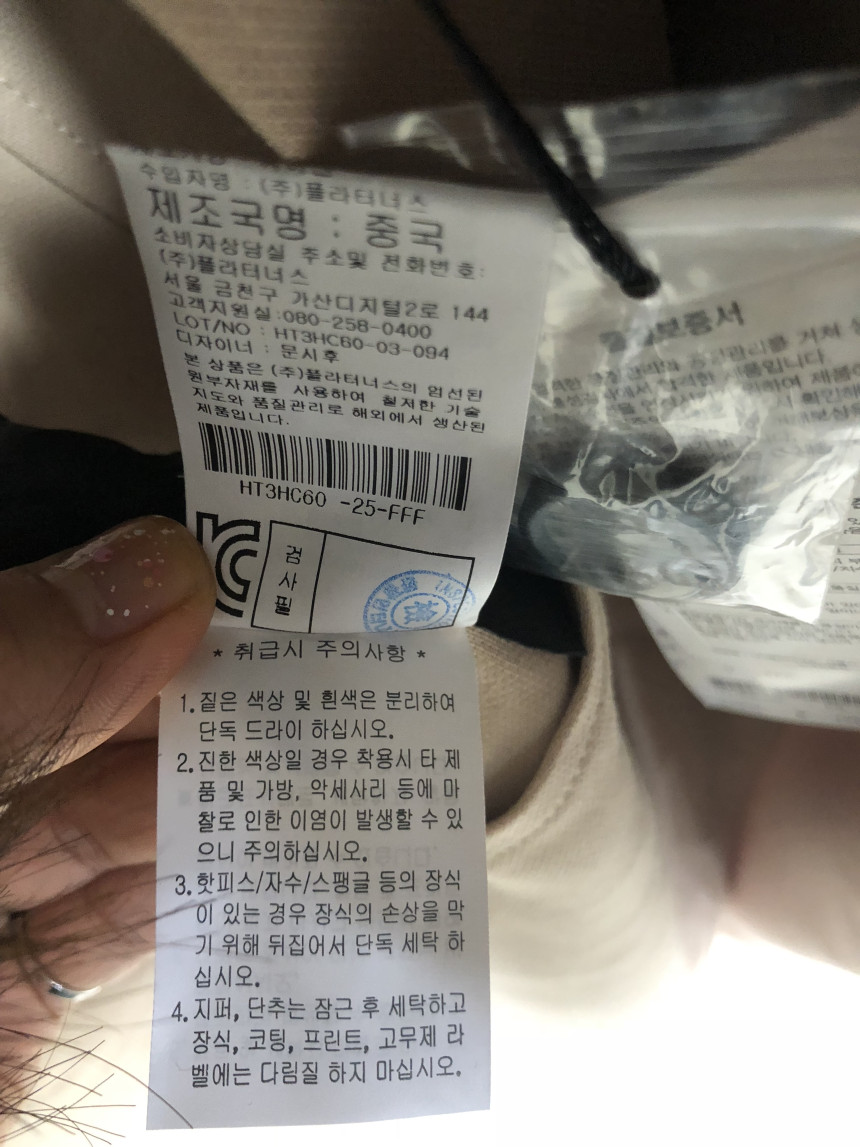 수입자명 : (주)플라터너스
제조국명 : 중국
소비자상담실 주소및 전화번호:
(주)플라터너스
서울 금천구 가산디지털2로 144
고객지원실:080-258-0400
LOT/NO : HT3HC60-03-094
디자이너 : 문시후
본 상품은 (주)플라터너스의 엄선된
원부자재를 사용하여 철저한 기술
지도와 품질관리로 해외에서 생산된
제품입니다.
HT3HC60 -25-FFF
검
사
필
* 취급시 주의사항 *
1.짙은 색상 및 흰색은 분리하여
단독 드라이 하십시오.
2.진한 색상일 경우 착용시 타 제
품 및 가방, 악세사리 등에 마
찰로 인한 이염이 발생할 수 있
으니 주의하십시오.
3.핫피스/자수/스팽글 등의 장식
이 있는 경우 장식의 손상을 막
기 위해 뒤집어서 단독 세탁 하
십시오.
4.지퍼, 단추는 잠근 후 세탁하고
장식, 코팅, 프린트, 고무제 라
벨에는 다림질 하지 마십시오.
보증서
거쳐
제품입니다.
제품